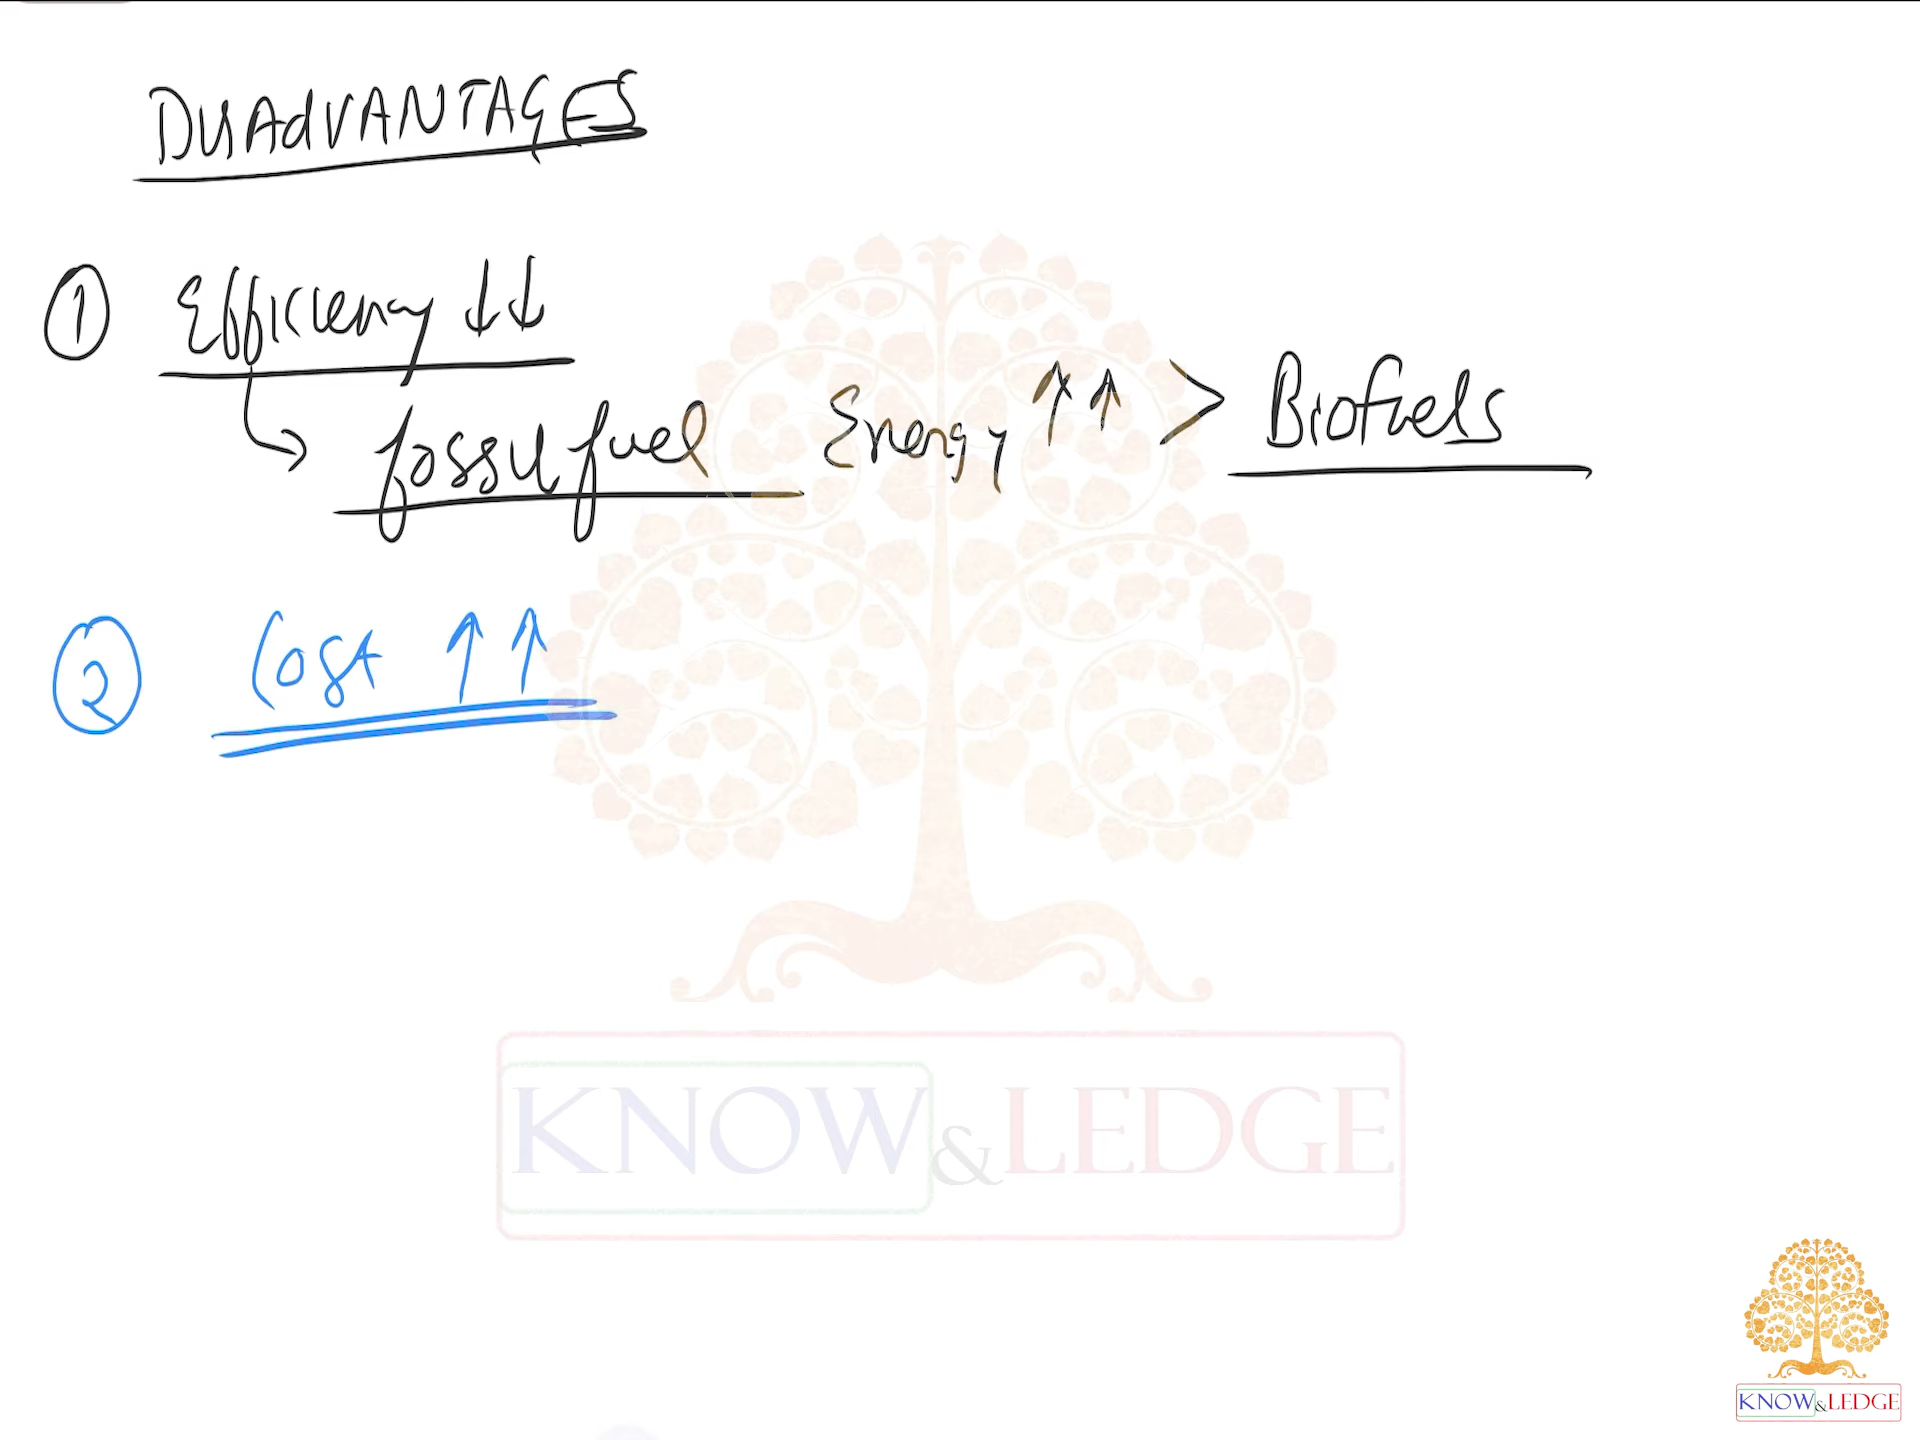 DISADVANTAGES
① Efficiency ↓↓
→ fossil fuel Energy ↑↑ > Biofuels
② Cost ↑↑
KNOW&LEDGE
KNOW&LEDGE